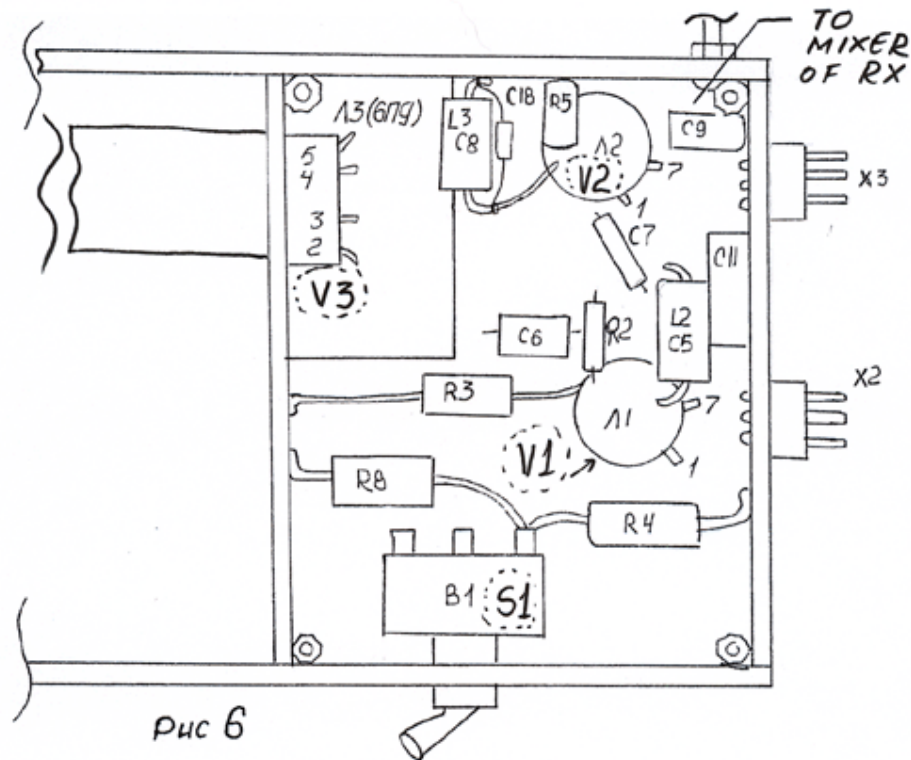 TO
MIXER
OF RX
Л3(6П9)
5
4
3
2
V3
L3
C8
C18
R5
Л2
V2
7
1
C9
X3
C7
C11
L2
C5
C6
R2
X2
R3
Л1
7
1
V1
R8
R4
B1
S1
Рис 6